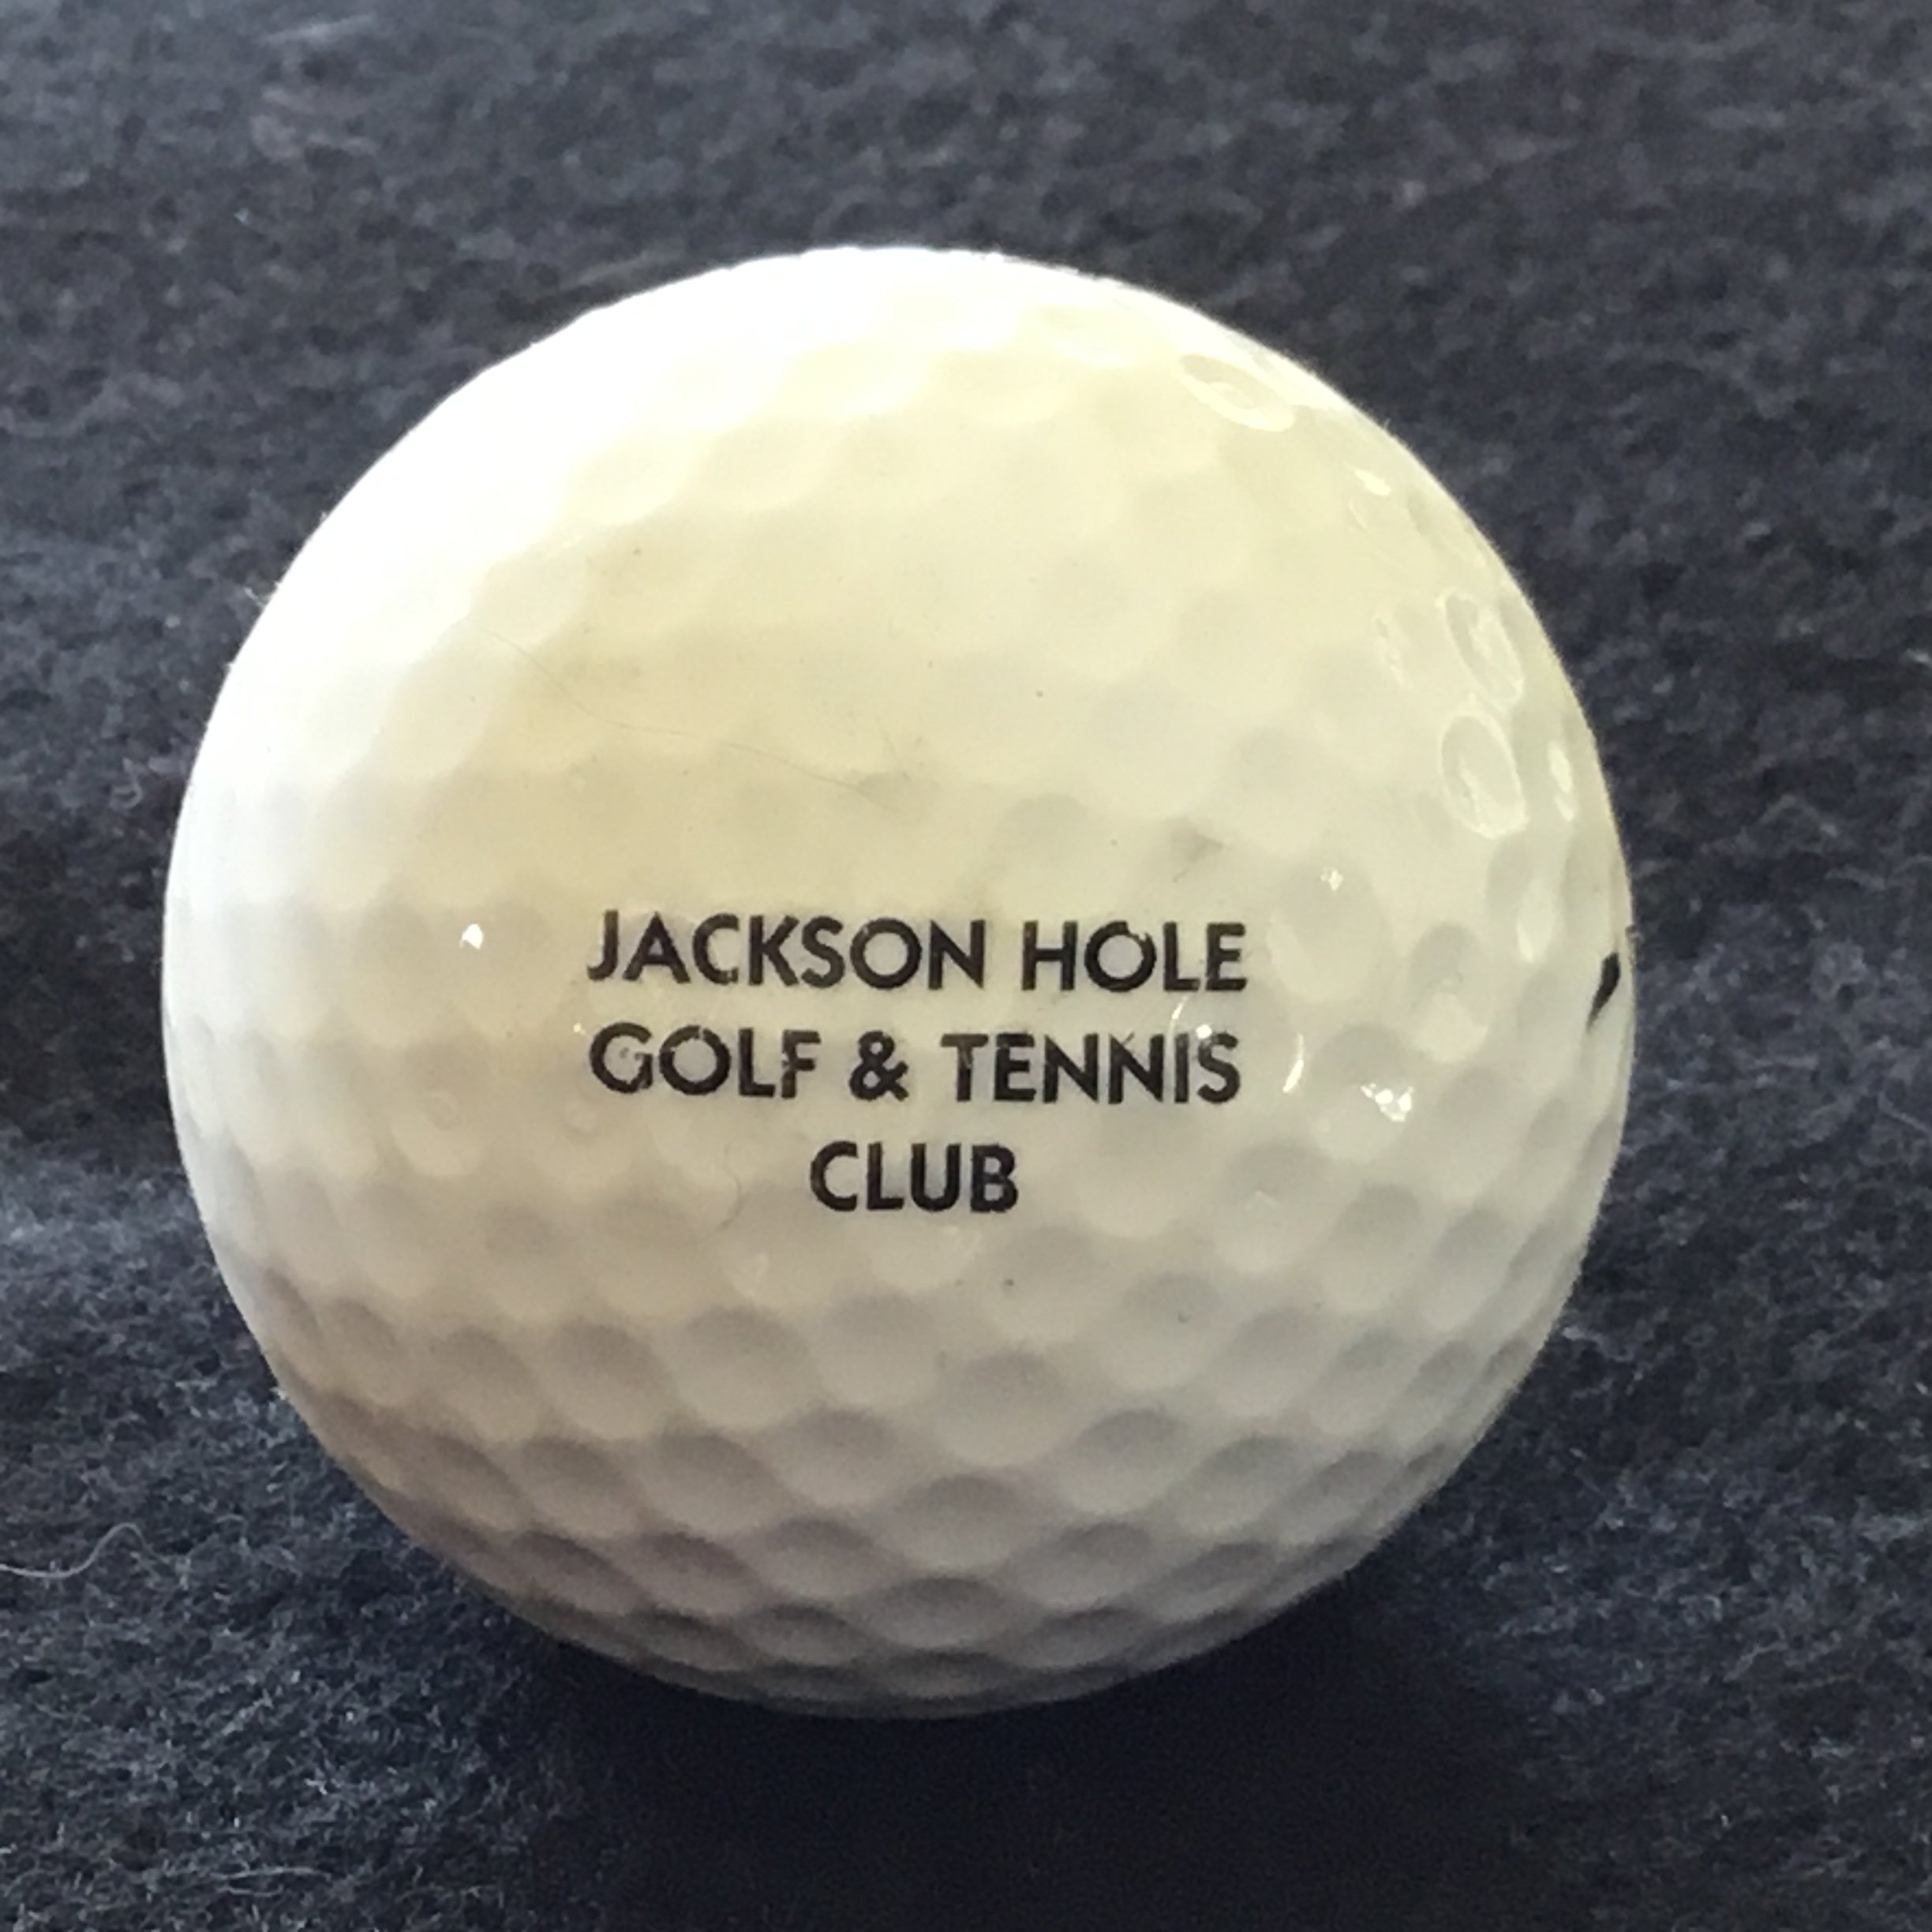 JACKSON HOLE
GOLF & TENNIS
CLUB